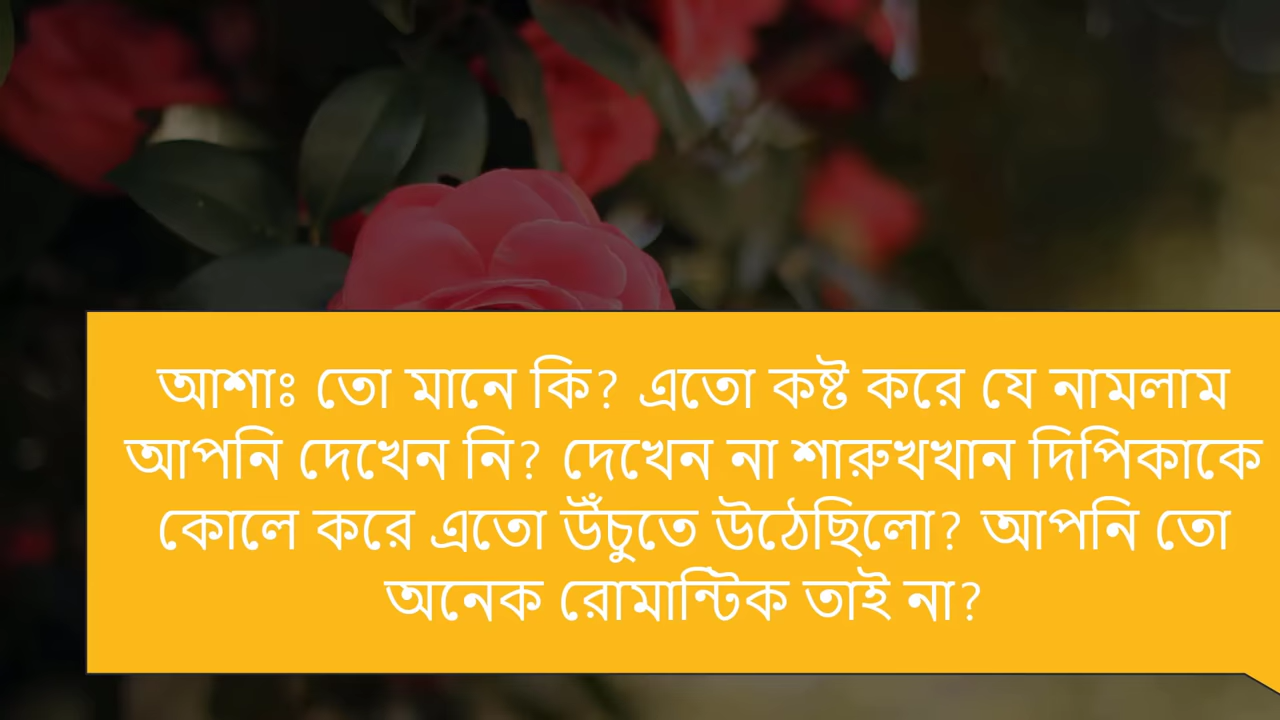 আশাঃ তো মানে কি? এতো কষ্ট করে যে নামলাম
আপনি দেখেন নি? দেখেন না শারুখখান দিপিকাকে
কোলে করে এতো উঁচুতে উঠেছিলো? আপনি তো
অনেক রোমান্টিক তাই না?